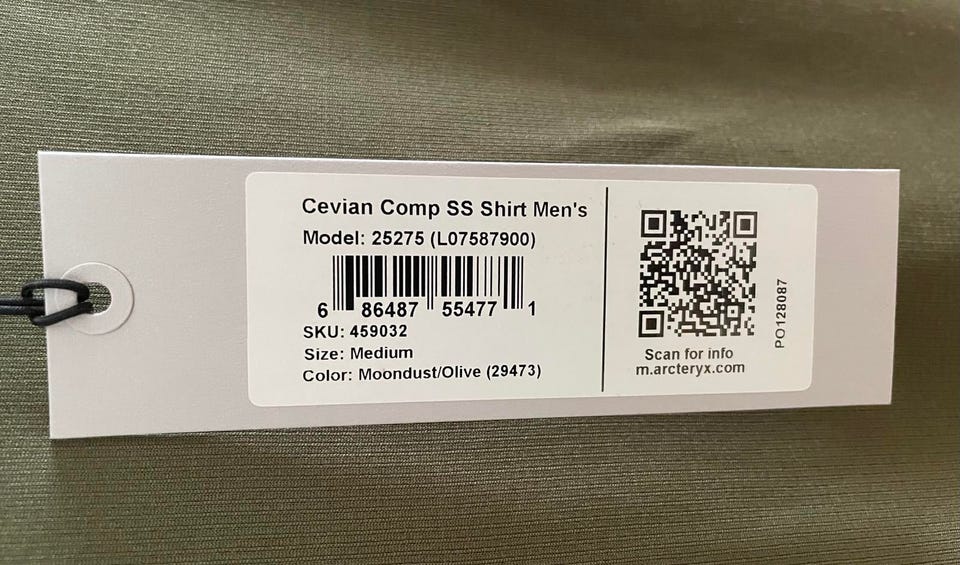 Cevian Comp SS Shirt Men's
Model: 25275 (L07587900)
6 86487 55477 1
SKU: 459032
Size: Medium
Color: Moondust/Olive (29473)
Scan for info
m.arcteryx.com
PO128087